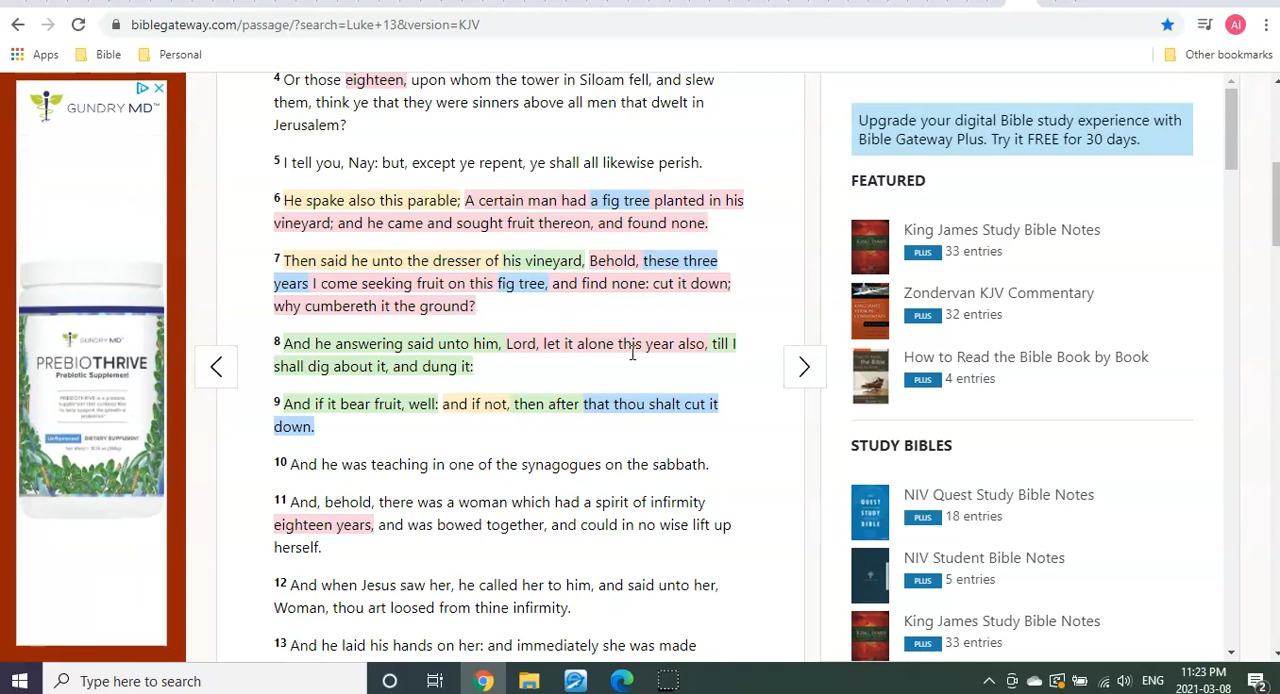 biblegateway.com/passage/?search=Luke+13&version=KJV
AI
Apps
Bible
Personal
Other bookmarks
GUNDRY MD™
GUNDRY MD™
PREBIOTHRIVE
Prebiotic Supplement
Unflavored
DIETARY SUPPLEMENT
4 Or those eighteen, upon whom the tower in Siloam fell, and slew
them, think ye that they were sinners above all men that dwelt in
Jerusalem?
5 I tell you, Nay: but, except ye repent, ye shall all likewise perish.
6 He spake also this parable; A certain man had a fig tree planted in his
vineyard; and he came and sought fruit thereon, and found none.
7 Then said he unto the dresser of his vineyard, Behold, these three
years I come seeking fruit on this fig tree, and find none: cut it down;
why cumbereth it the ground?
8 And he answering said unto him, Lord, let it alone this year also, till I
shall dig about it, and dung it:
9 And if it bear fruit, well: and if not, then after that thou shalt cut it
down.
10 And he was teaching in one of the synagogues on the sabbath.
11 And, behold, there was a woman which had a spirit of infirmity
eighteen years, and was bowed together, and could in no wise lift up
herself.
12 And when Jesus saw her, he called her to him, and said unto her,
Woman, thou art loosed from thine infirmity.
13 And he laid his hands on her: and immediately she was made
Upgrade your digital Bible study experience with
Bible Gateway Plus. Try it FREE for 30 days.
FEATURED
King James Study Bible Notes
PLUS 33 entries
Zondervan KJV Commentary
PLUS 32 entries
How to Read the Bible Book by Book
PLUS 4 entries
STUDY BIBLES
NIV Quest Study Bible Notes
PLUS 18 entries
NIV Student Bible Notes
PLUS 5 entries
King James Study Bible Notes
PLUS 33 entries
Type here to search
ENG
11:23 PM
2021-03-08
2